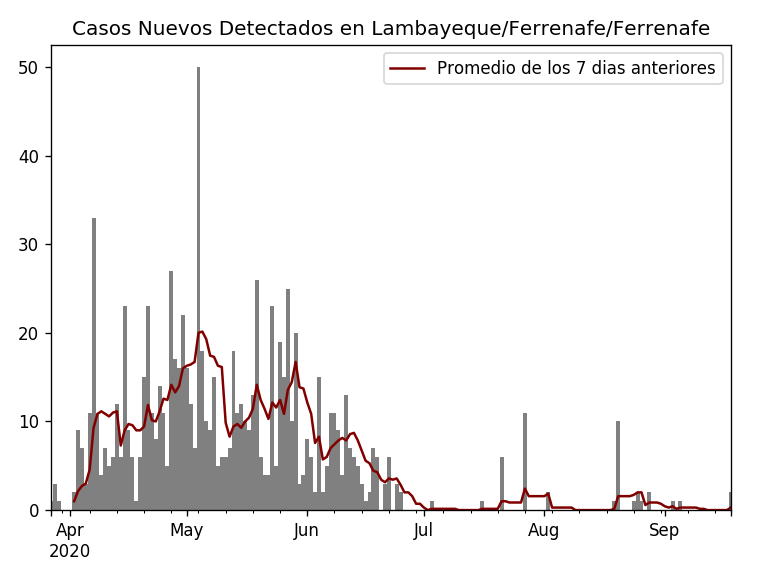 Casos Nuevos Detectados en Lambayeque/Ferrenafe/Ferrenafe
Promedio de los 7 dias anteriores
50
40
30
20
10
0
Apr May Jun Jul Aug Sep
2020